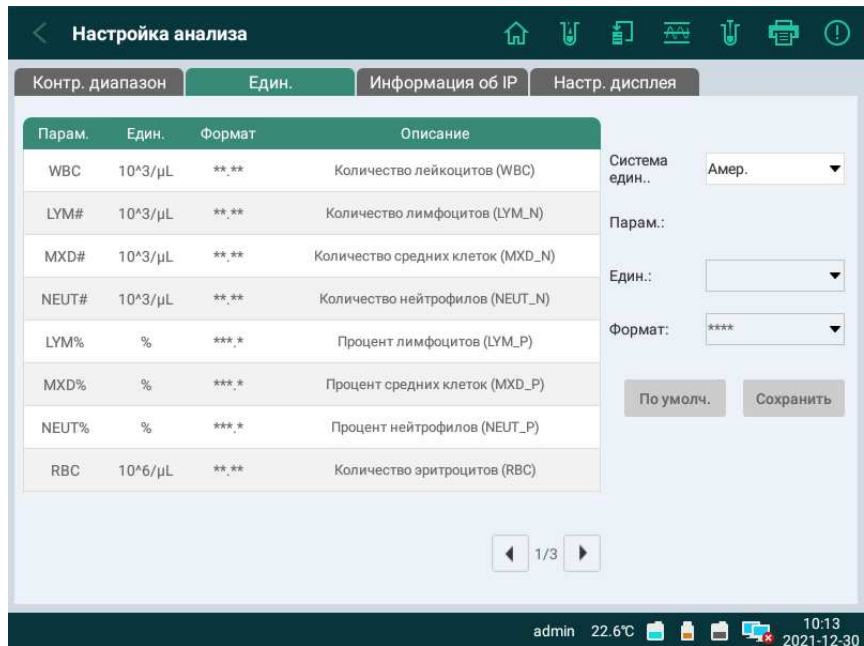 Настройка анализа
Контр. диапазон Един. Информация об IP Настр. дисплея
Парам. Един. Формат Описание
WBC 10^3/µL **.** Количество лейкоцитов (WBC)
LYM# 10^3/µL **.** Количество лимфоцитов (LYM_N)
MXD# 10^3/µL **.** Количество средних клеток (MXD_N)
NEUT# 10^3/µL **.** Количество нейтрофилов (NEUT_N)
LYM% % ***.* Процент лимфоцитов (LYM_P)
MXD% % ***.* Процент средних клеток (MXD_P)
NEUT% % ***.* Процент нейтрофилов (NEUT_P)
RBC 10^6/µL **.** Количество эритроцитов (RBC)
Система
един.. Амер.
Парам.:
Един.:
Формат: ****
По умолч. Сохранить
1/3
admin 22.6℃ 10:13
2021-12-30